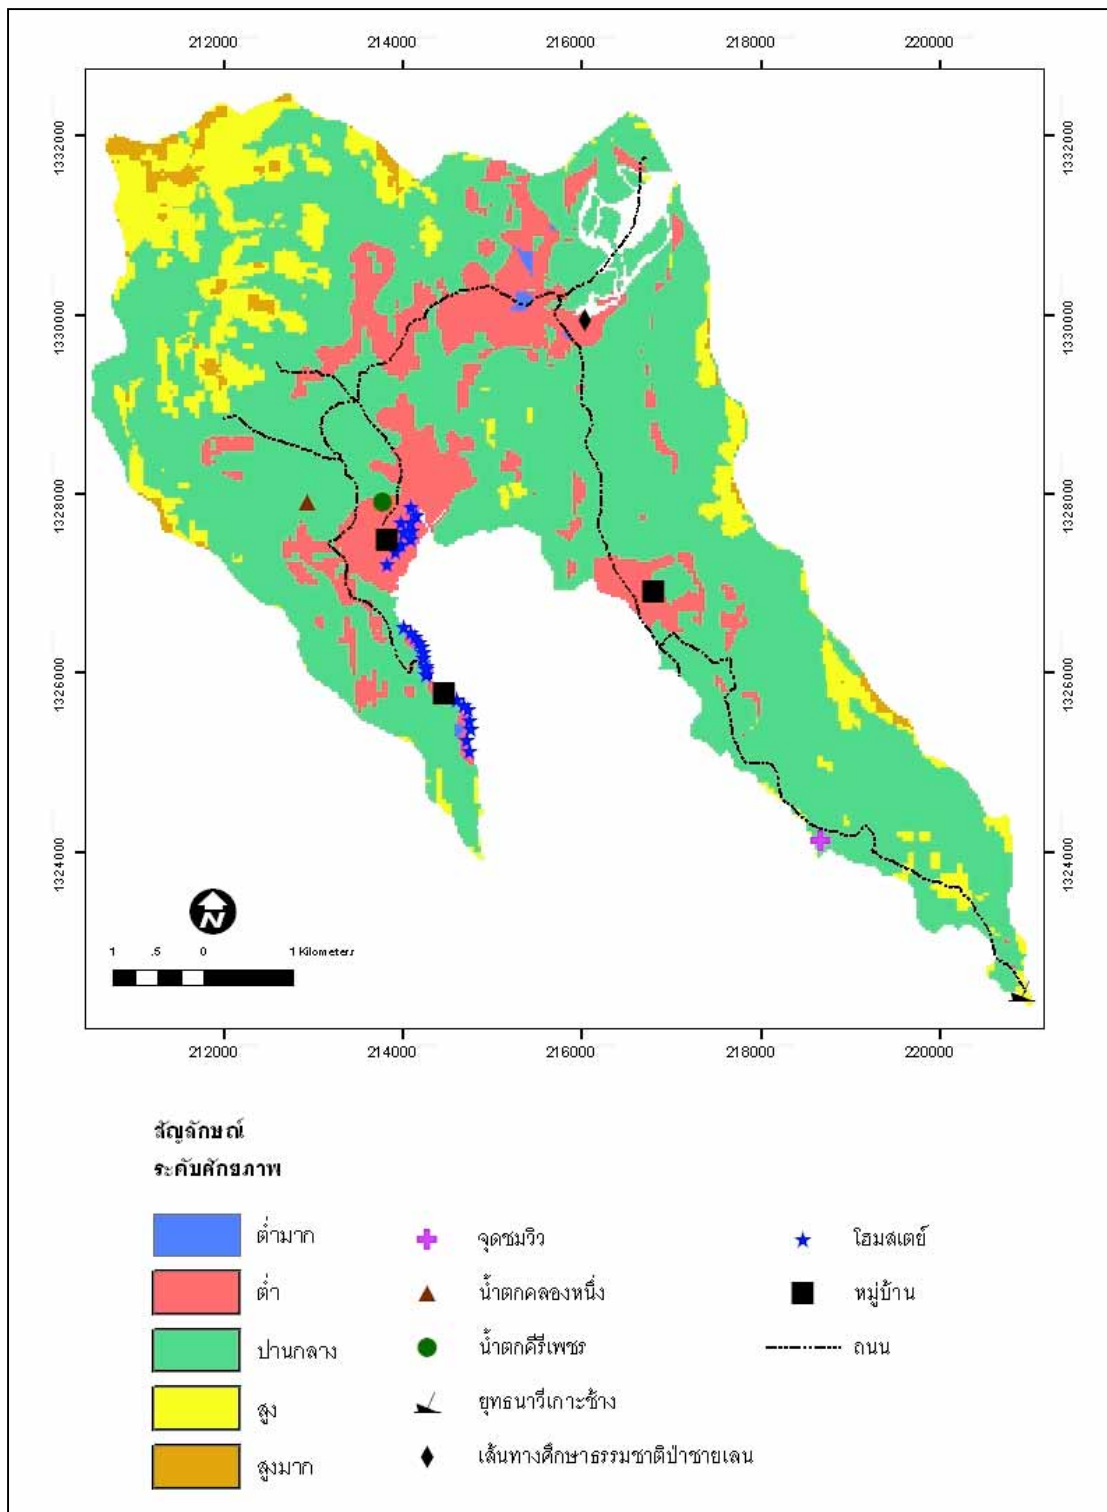 212000 214000 216000 218000 220000
1332000 1332000
1330000 1330000
1328000 1328000
1326000 1326000
1324000 1324000
N
1 .5 0 1 Kilometers
212000 214000 216000 218000 220000
สัญลักษณ์
ระดับศักยภาพ
ต่ำมาก จุดชมวิว โฮมสเตย์
ต่ำ น้ำตกคลองหนึ่ง หมู่บ้าน
ปานกลาง น้ำตกคีรีเพชร ถนน
สูง ยุทธนาวีเกาะช้าง
สูงมาก เส้นทางศึกษาธรรมชาติป่าชายเลน